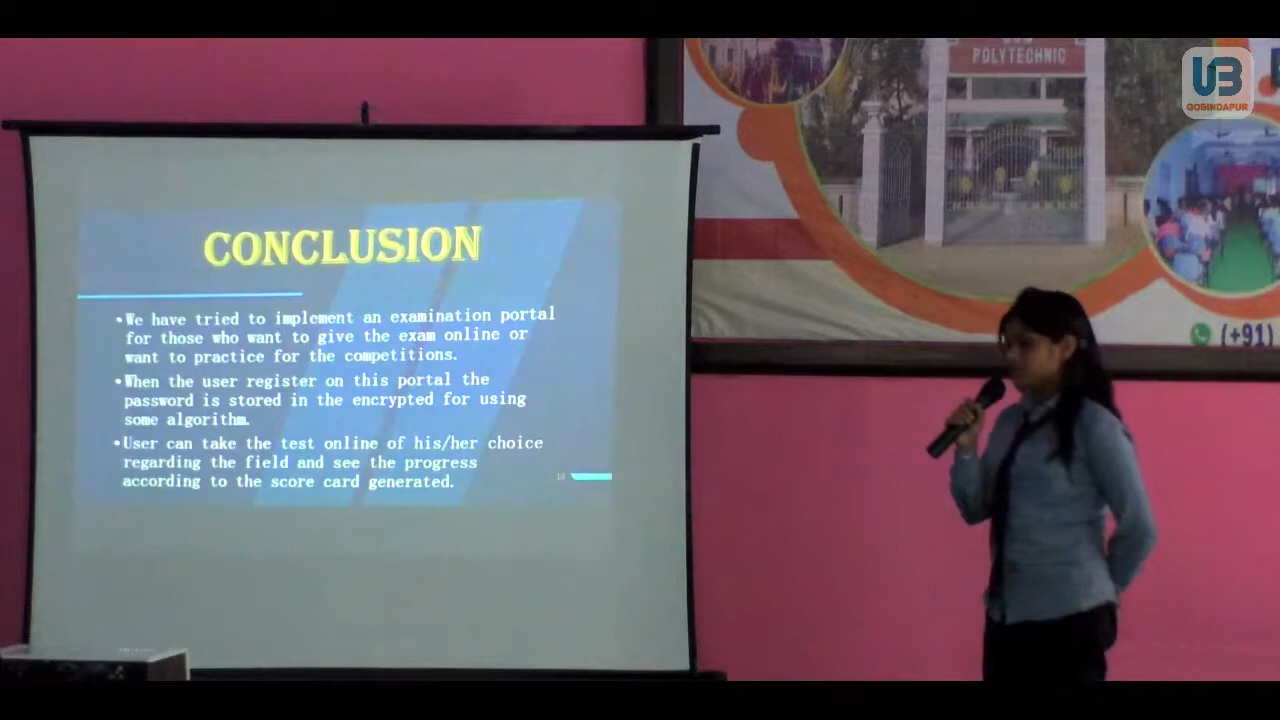 POLYTECHNIC
UB
GOBINDAPUR
CONCLUSION
•We have tried to implement an examination portal
for those who want to give the exam online or
want to practice for the competitions.
•When the user register on this portal the
password is stored in the encrypted for using
some algorithm.
•User can take the test online of his/her choice
regarding the field and see the progress
according to the score card generated.
(+91)